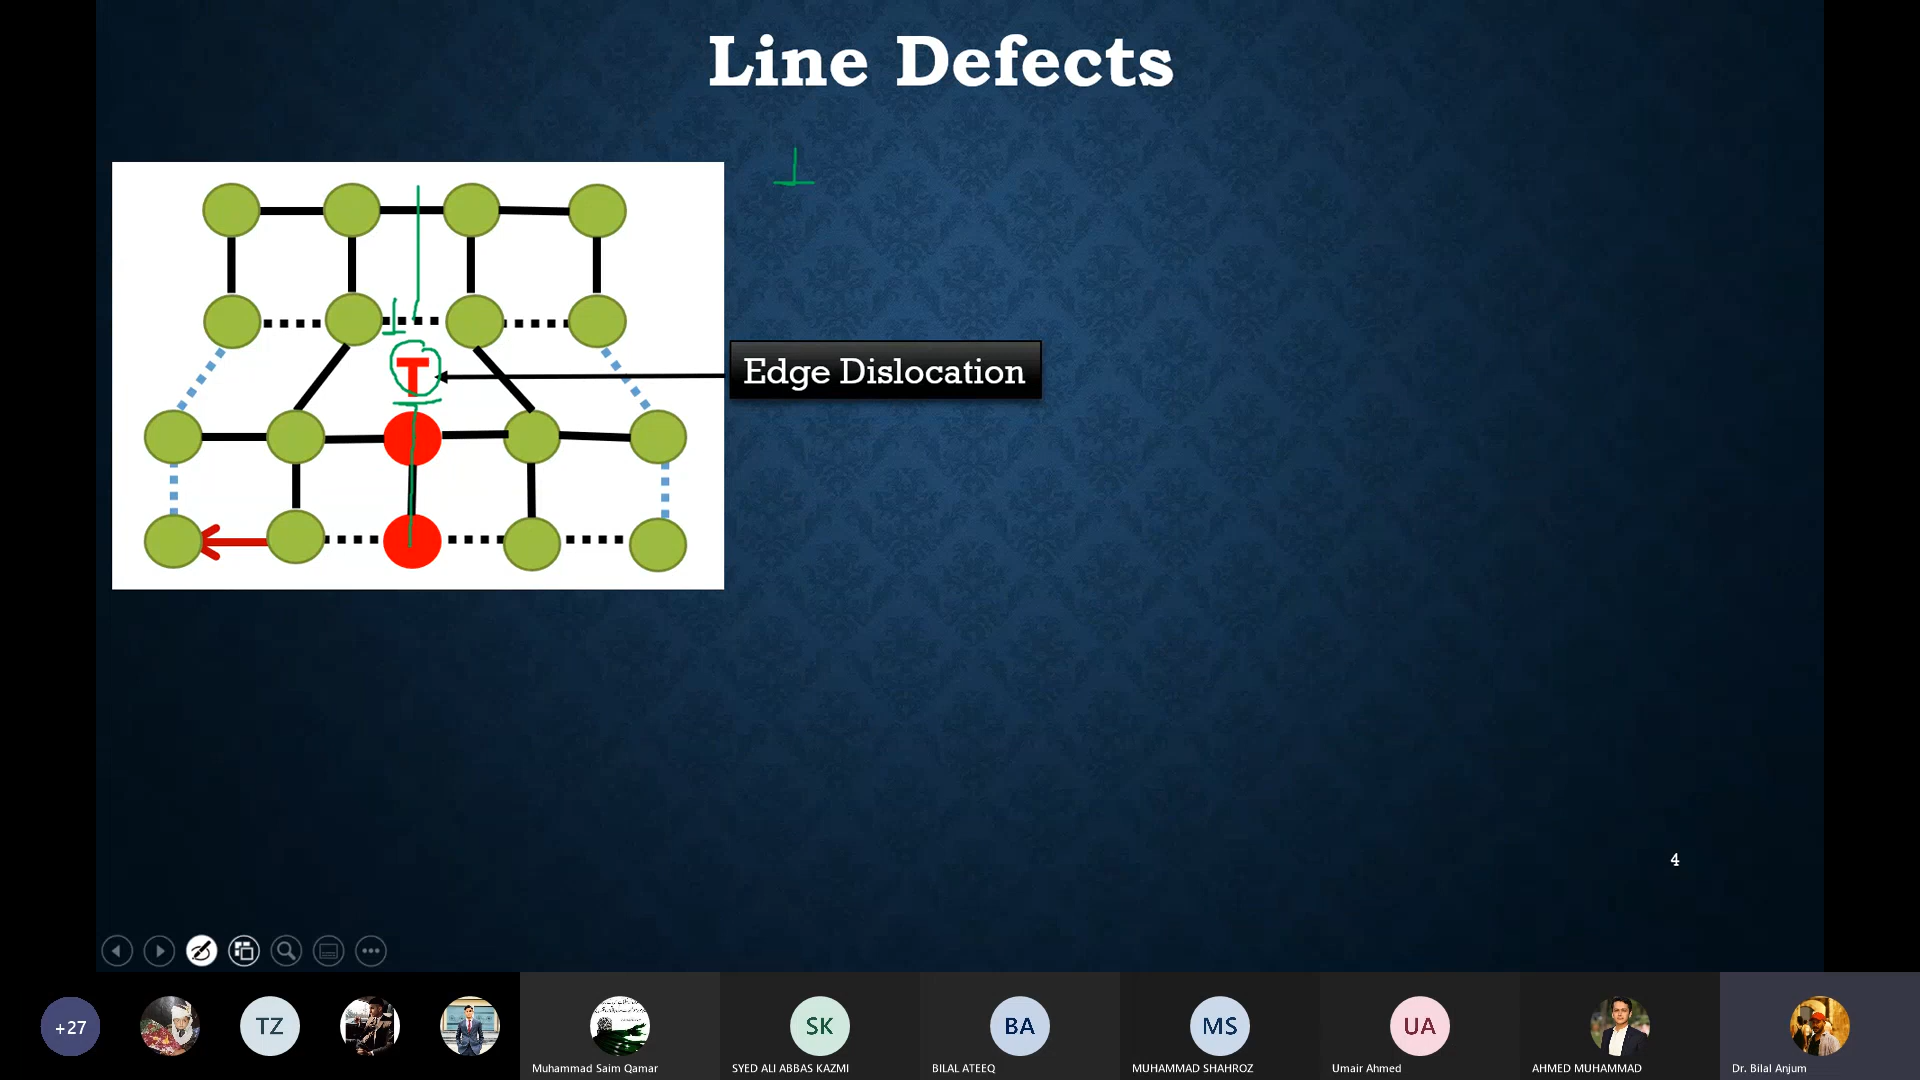 Line Defects
⊥
⊥
T
Edge Dislocation
4
+27
TZ
SK
BA
MS
UA
Muhammad Saim Qamar
SYED ALI ABBAS KAZMI
BILAL ATEEQ
MUHAMMAD SHAHROZ
Umair Ahmed
AHMED MUHAMMAD
Dr. Bilal Anjum